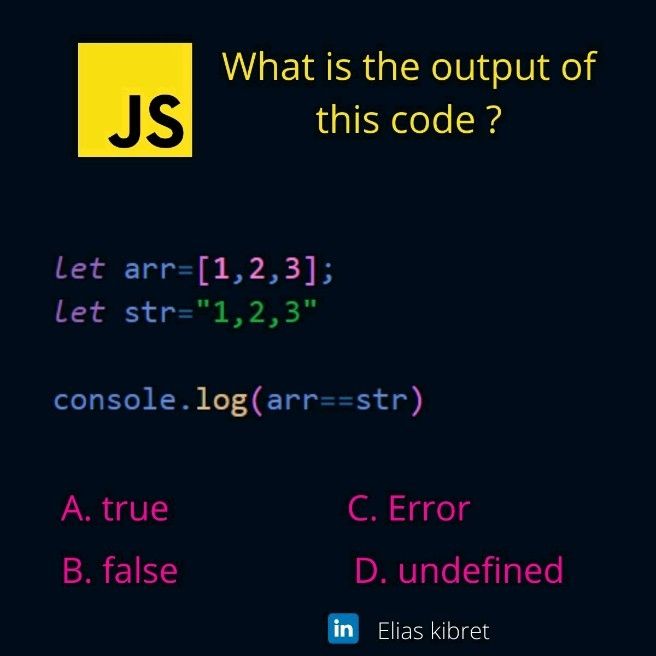 JS
What is the output of
this code ?
let arr=[1,2,3];
let str="1,2,3"
console.log(arr==str)
A. true
C. Error
B. false
D. undefined
in Elias kibret